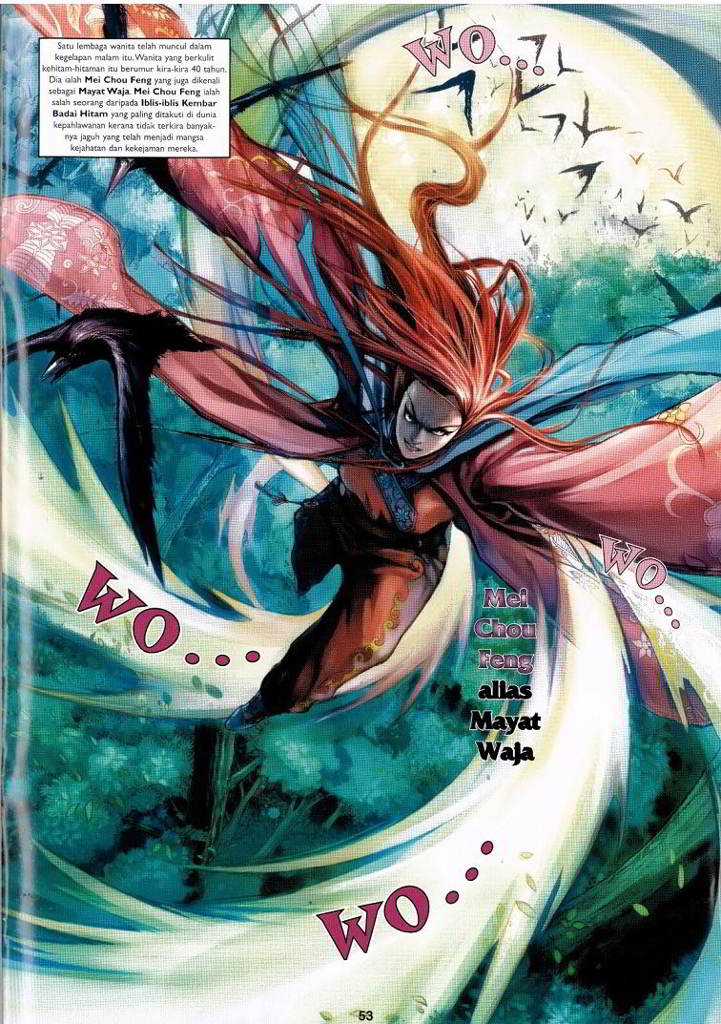 WO...
Satu lembaga wanita telah muncul dalam
kegelapan malam itu.Wanita yang berkulit
kehitam-hitaman itu berumur kira-kira 40 tahun.
Dia ialah Mei Chou Feng yang juga dikenali
sebagai Mayat Waja. Mei Chou Feng ialah
salah seorang daripada Iblis-iblis Kembar
Badai Hitam yang paling ditakuti di dunia
kepahlawanan kerana tidak terkira banyak-
nya jaguh yang telah menjadi mangsa
kejahatan dan kekejaman mereka.
WO...
WO...
Mei
Chou
Feng
alias
Mayat
Waja
WO...
53